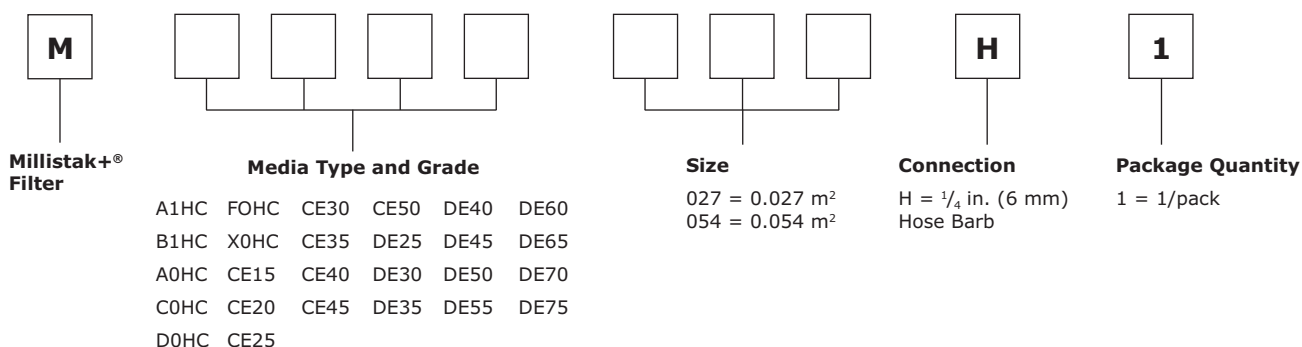 M H 1
Millistak+®
Filter
Media Type and Grade
A1HC FOHC CE30 CE50 DE40 DE60
B1HC X0HC CE35 DE25 DE45 DE65
A0HC CE15 CE40 DE30 DE50 DE70
C0HC CE20 CE45 DE35 DE55 DE75
D0HC CE25
Size
027 = 0.027 m²
054 = 0.054 m²
Connection
H = 1/4 in. (6 mm)
Hose Barb
Package Quantity
1 = 1/pack